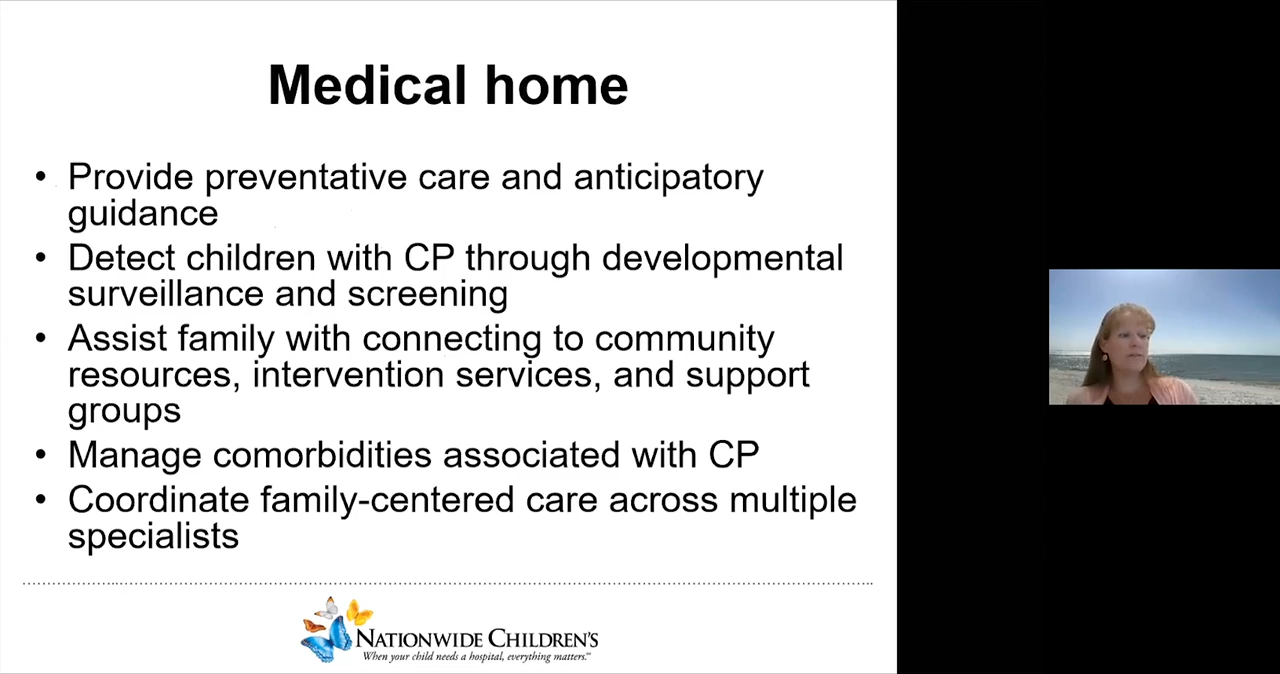 Medical home
• Provide preventative care and anticipatory
guidance
• Detect children with CP through developmental
surveillance and screening
• Assist family with connecting to community
resources, intervention services, and support
groups
• Manage comorbidities associated with CP
• Coordinate family-centered care across multiple
specialists
NATIONWIDE CHILDREN'S
When your child needs a hospital, everything matters.℠